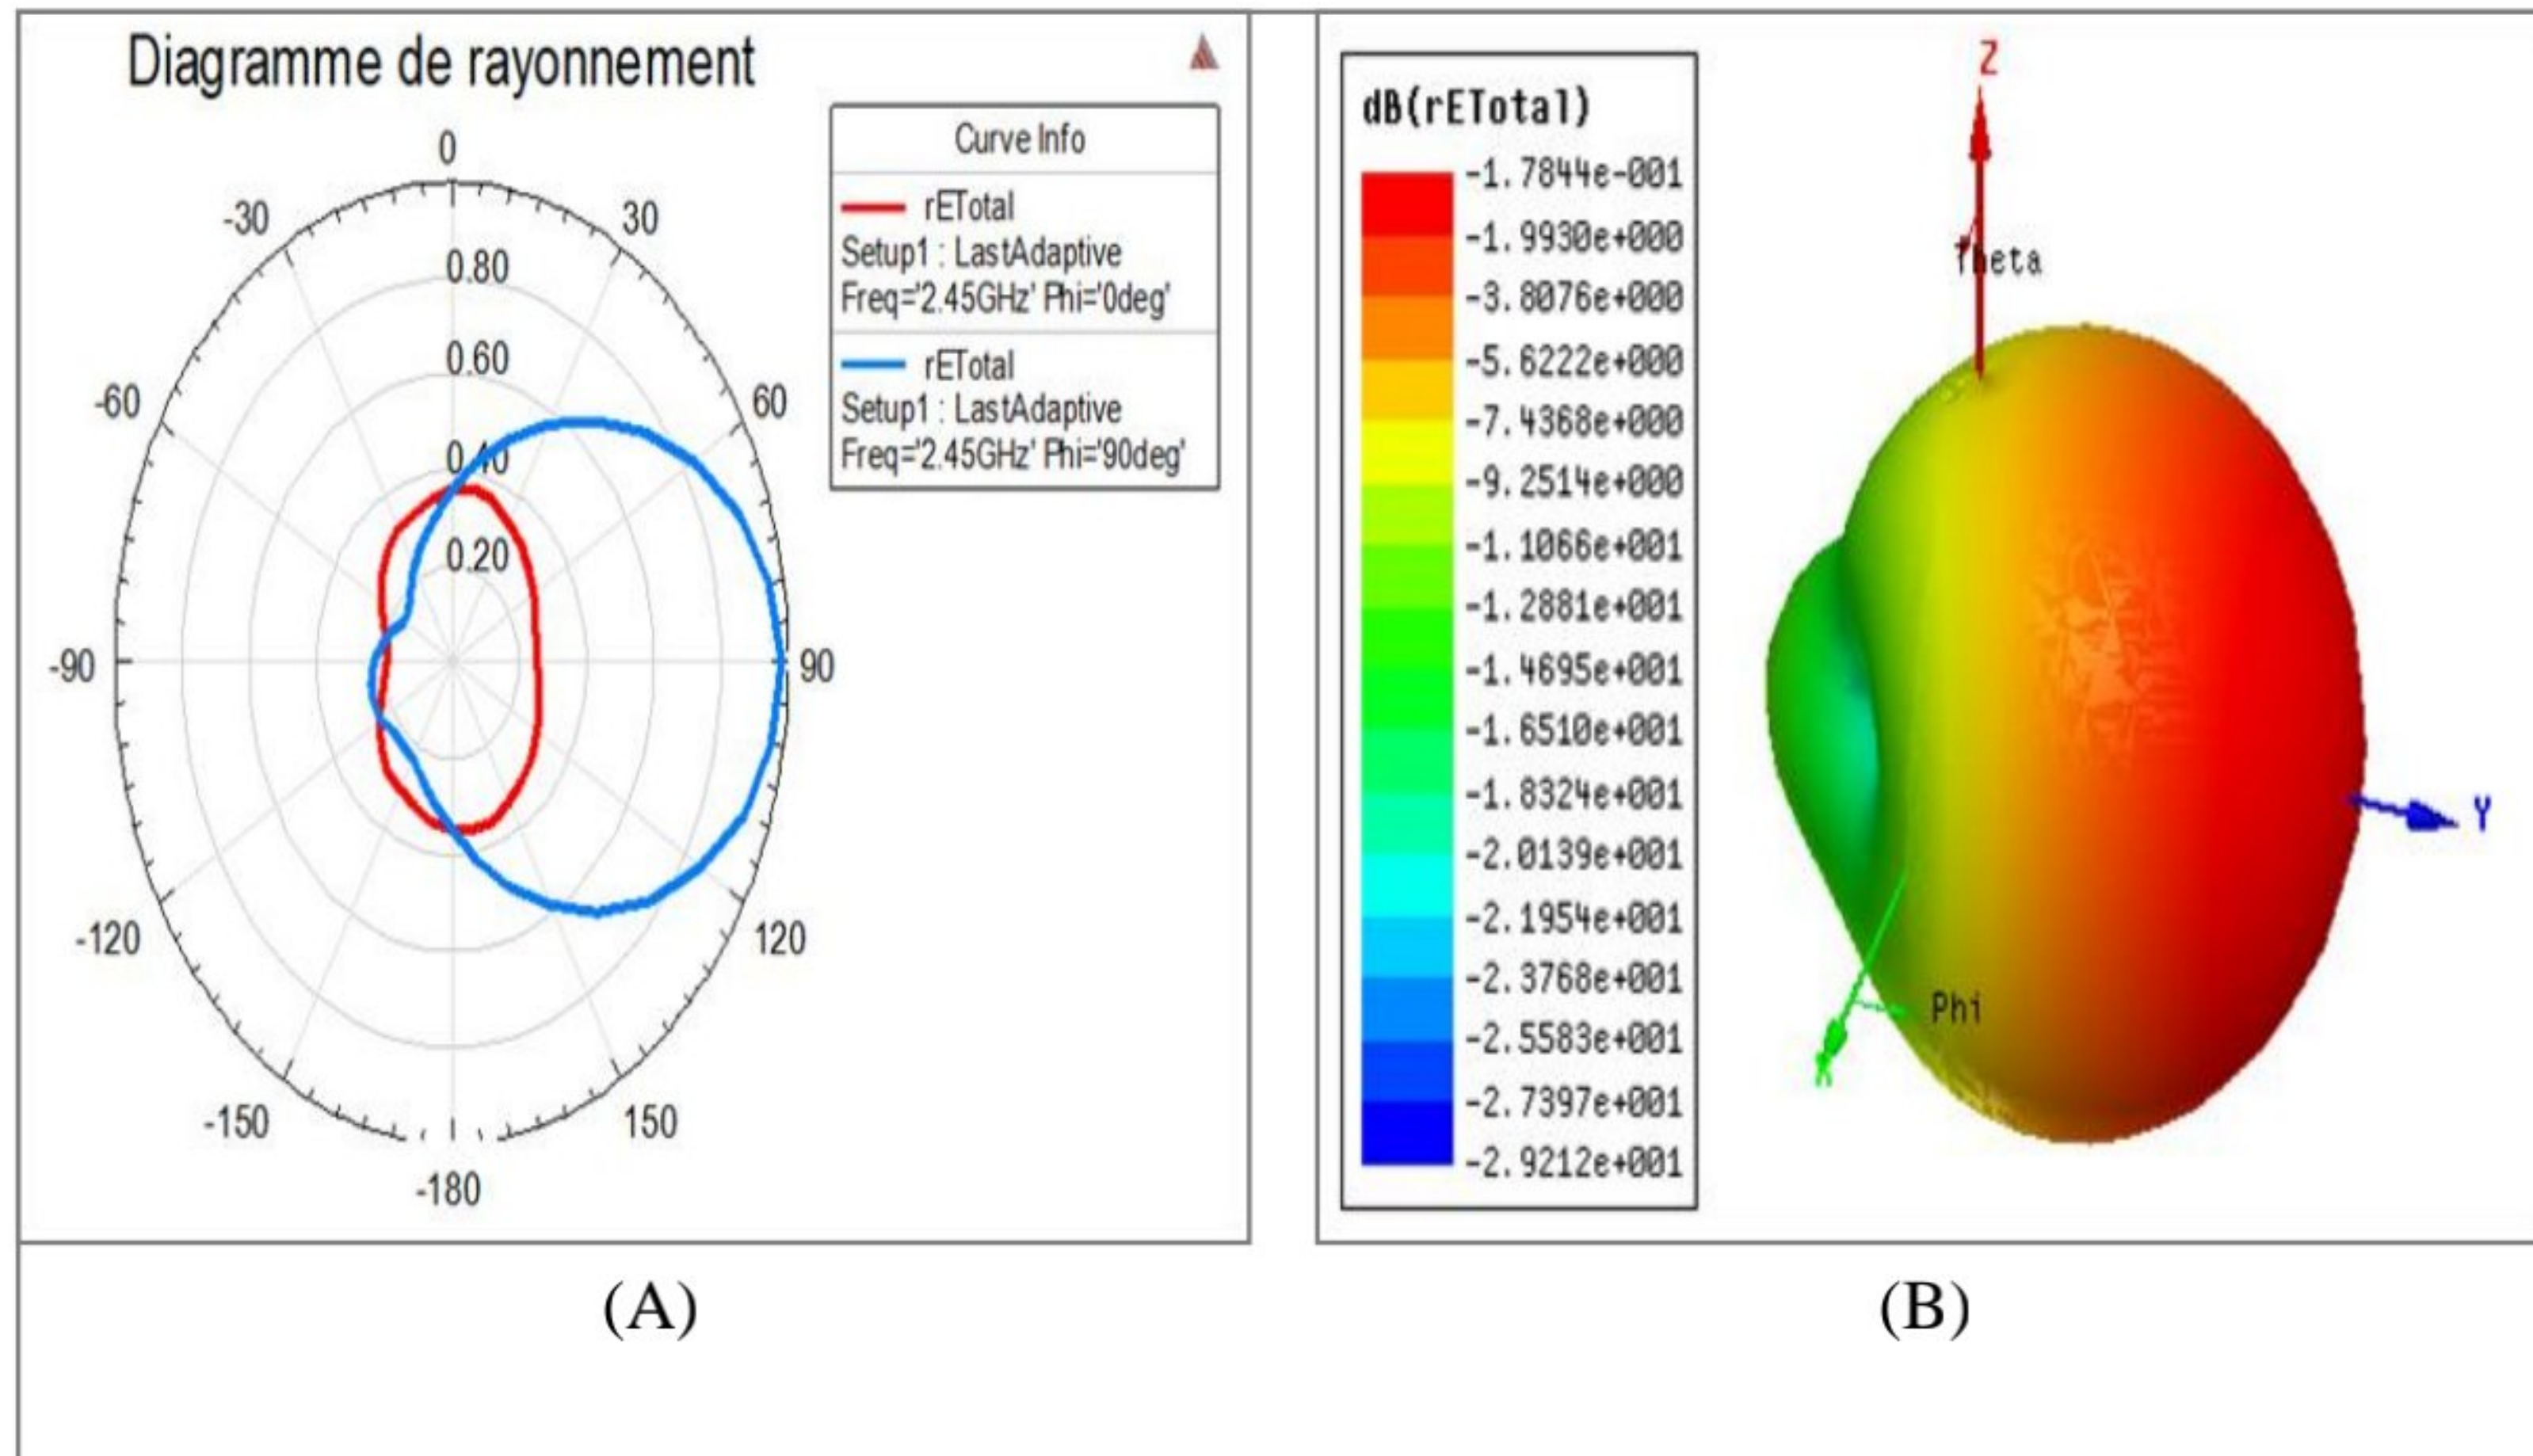 Diagramme de rayonnement
0
-30
30
0.80
0.60
-60
60
0.40
0.20
-90
90
-120
120
-150
150
-180
Curve Info
rETotal
Setup1 : LastAdaptive
Freq='2.45GHz' Phi='0deg'
rETotal
Setup1 : LastAdaptive
Freq='2.45GHz' Phi='90deg'
(A)
dB(rETotal)
-1.7844e-001
-1.9930e+000
-3.8076e+000
-5.6222e+000
-7.4368e+000
-9.2514e+000
-1.1066e+001
-1.2881e+001
-1.4695e+001
-1.6510e+001
-1.8324e+001
-2.0139e+001
-2.1954e+001
-2.3768e+001
-2.5583e+001
-2.7397e+001
-2.9212e+001
Z
Theta
Y
Phi
(B)